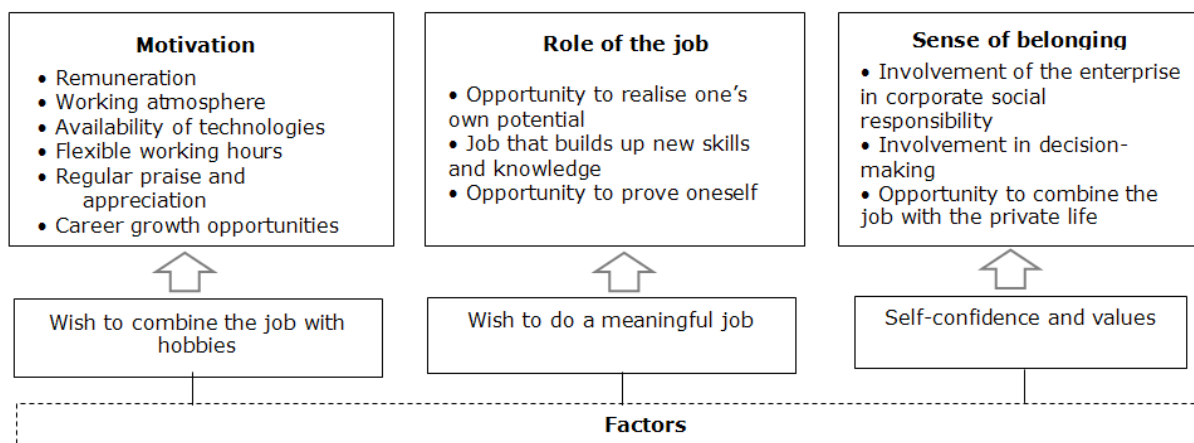 Motivation
• Remuneration
• Working atmosphere
• Availability of technologies
• Flexible working hours
• Regular praise and
appreciation
• Career growth opportunities
Role of the job
• Opportunity to realise one's
own potential
• Job that builds up new skills
and knowledge
• Opportunity to prove oneself
Sense of belonging
• Involvement of the enterprise
in corporate social
responsibility
• Involvement in decision-
making
• Opportunity to combine the
job with the private life
Wish to combine the job with
hobbies
Wish to do a meaningful job
Self-confidence and values
Factors